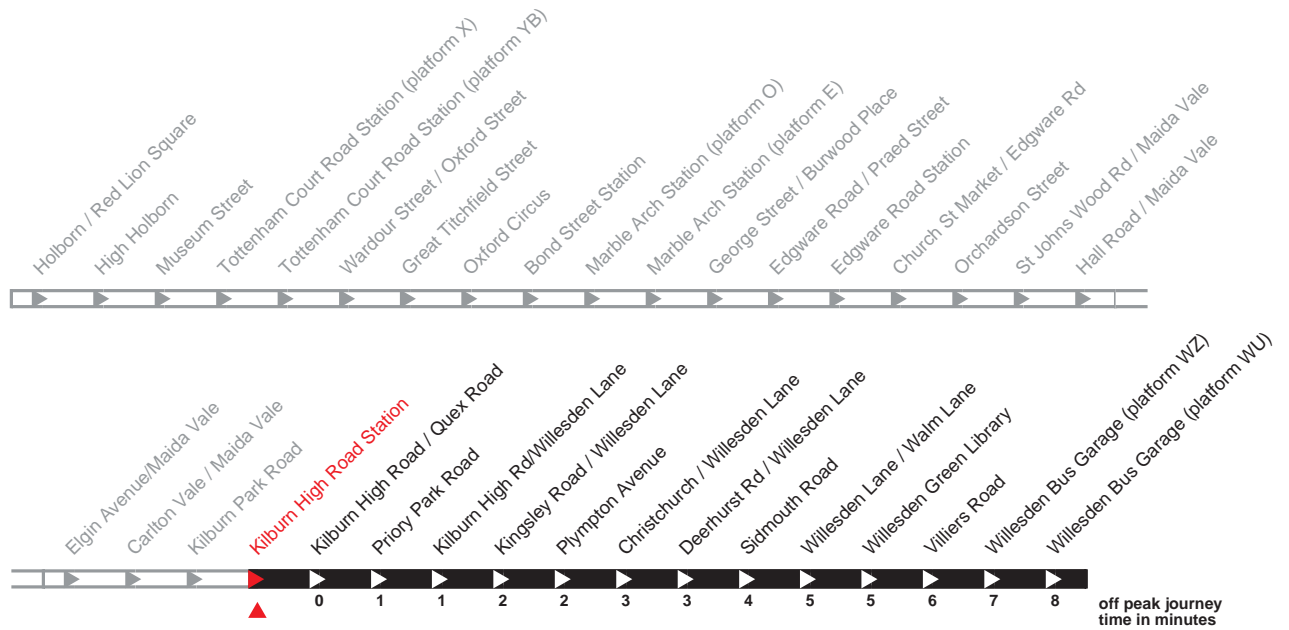 Holborn / Red Lion Square
High Holborn
Museum Street
Tottenham Court Road Station (platform X)
Tottenham Court Road Station (platform YB)
Wardour Street / Oxford Street
Great Titchfield Street
Oxford Circus
Bond Street Station
Marble Arch Station (platform O)
Marble Arch Station (platform E)
George Street / Burwood Place
Edgware Road / Praed Street
Edgware Road Station
Church St Market / Edgware Rd
Orchardson Street
St Johns Wood Rd / Maida Vale
Hall Road / Maida Vale
Elgin Avenue/Maida Vale
Carlton Vale / Maida Vale
Kilburn Park Road
Kilburn High Road Station
Kilburn High Road / Quex Road
Priory Park Road
Kilburn High Rd/Willesden Lane
Kingsley Road / Willesden Lane
Plympton Avenue
Christchurch / Willesden Lane
Deerhurst Rd / Willesden Lane
Sidmouth Road
Willesden Lane / Walm Lane
Willesden Green Library
Villiers Road
Willesden Bus Garage (platform WZ)
Willesden Bus Garage (platform WU)
0 1 1 2 2 3 3 4 5 5 6 7 8
off peak journey
time in minutes